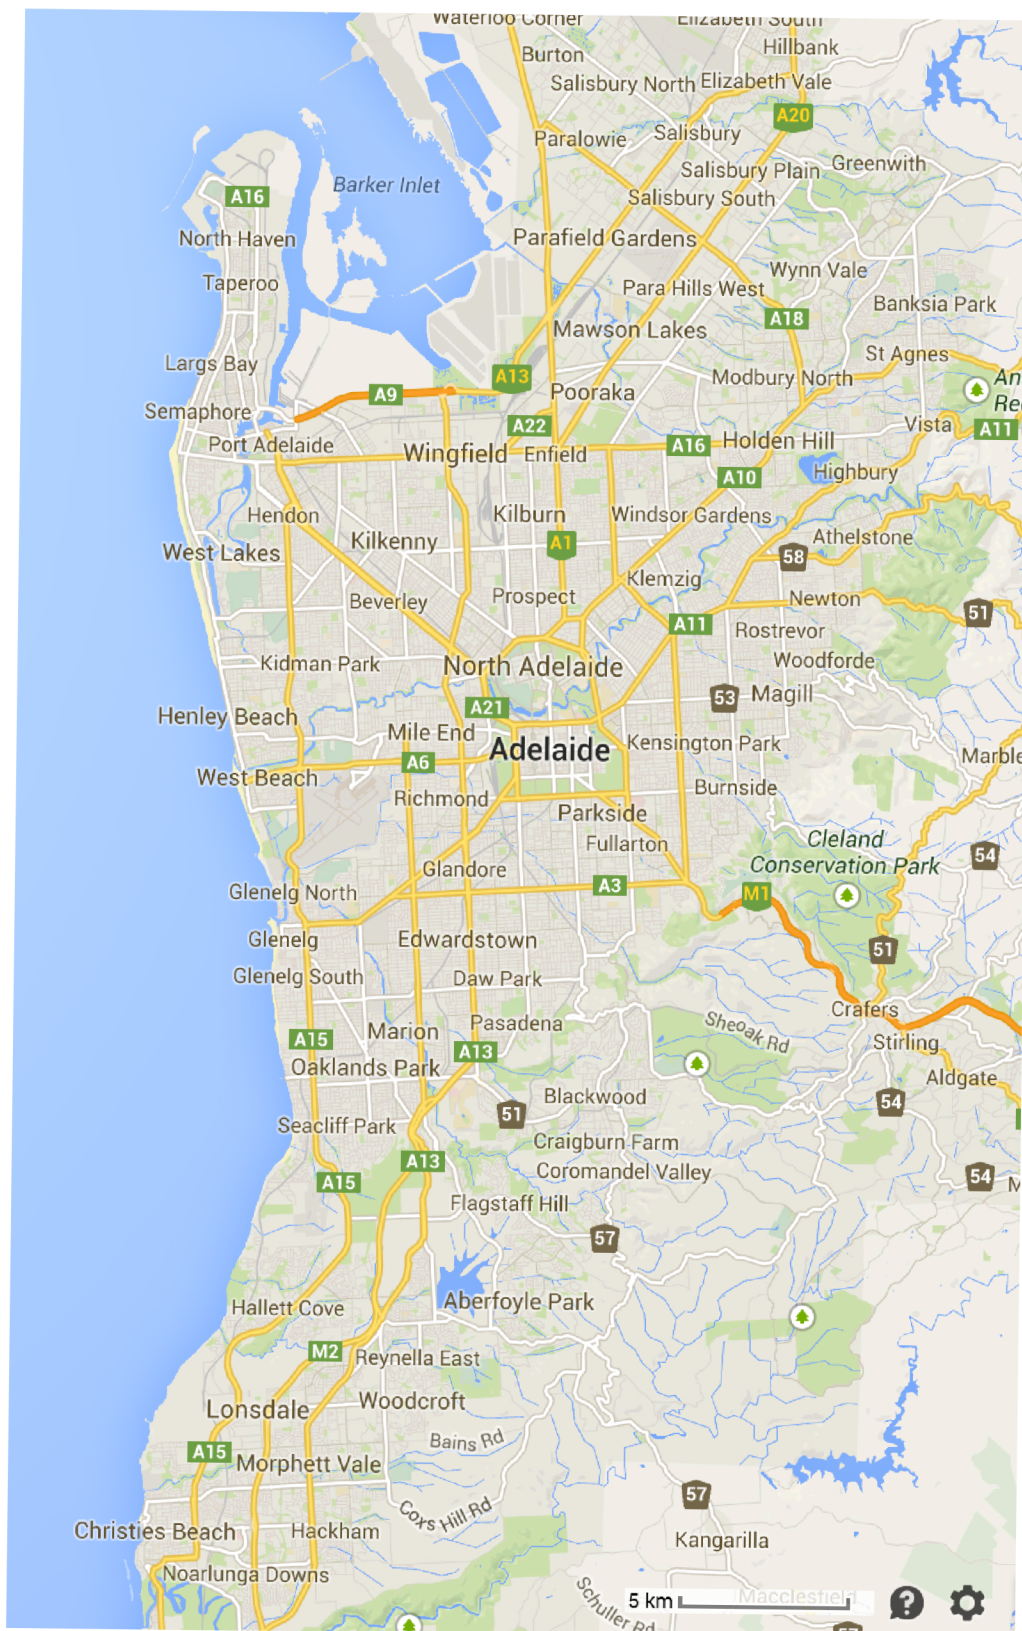 Waterloo Corner
Elizabeth South
Hillbank
Burton
Salisbury North
Elizabeth Vale
A20
Paralowie
Salisbury
Salisbury Plain
Greenwith
Barker Inlet
A16
Salisbury South
North Haven
Parafield Gardens
Wynn Vale
Taperoo
Para Hills West
Banksia Park
A18
Mawson Lakes
Largs Bay
St Agnes
A13
Modbury North
An
A9
Pooraka
Re
Semaphore
A22
Vista
A11
Port Adelaide
Wingfield
Enfield
A16
Holden Hill
A10
Highbury
Hendon
Kilburn
Windsor Gardens
West Lakes
Kilkenny
A1
Athelstone
58
Klemzig
Beverley
Prospect
Newton
51
A11
Rostrevor
Kidman Park
North Adelaide
Woodforde
53
Magill
A21
Henley Beach
Mile End
Adelaide
Kensington Park
Marble
A6
West Beach
Richmond
Burnside
Parkside
Fullarton
Cleland
Conservation Park
54
Glandore
A3
M1
Glenelg North
Glenelg
Edwardstown
51
Glenelg South
Daw Park
Crafers
Marion
Pasadena
Sheoak Rd
A15
Stirling
A13
Oaklands Park
Aldgate
Blackwood
54
51
Seacliff Park
Craigburn Farm
A13
Coromandel Valley
A15
54
M
Flagstaff Hill
57
Hallett Cove
Aberfoyle Park
M2
Reynella East
Lonsdale
Woodcroft
Bains Rd
A15
Morphett Vale
57
Coxs Hill Rd
Christies Beach
Hackham
Kangarilla
Noarlunga Downs
Schuller Rd
5 km
Macclesfield
57